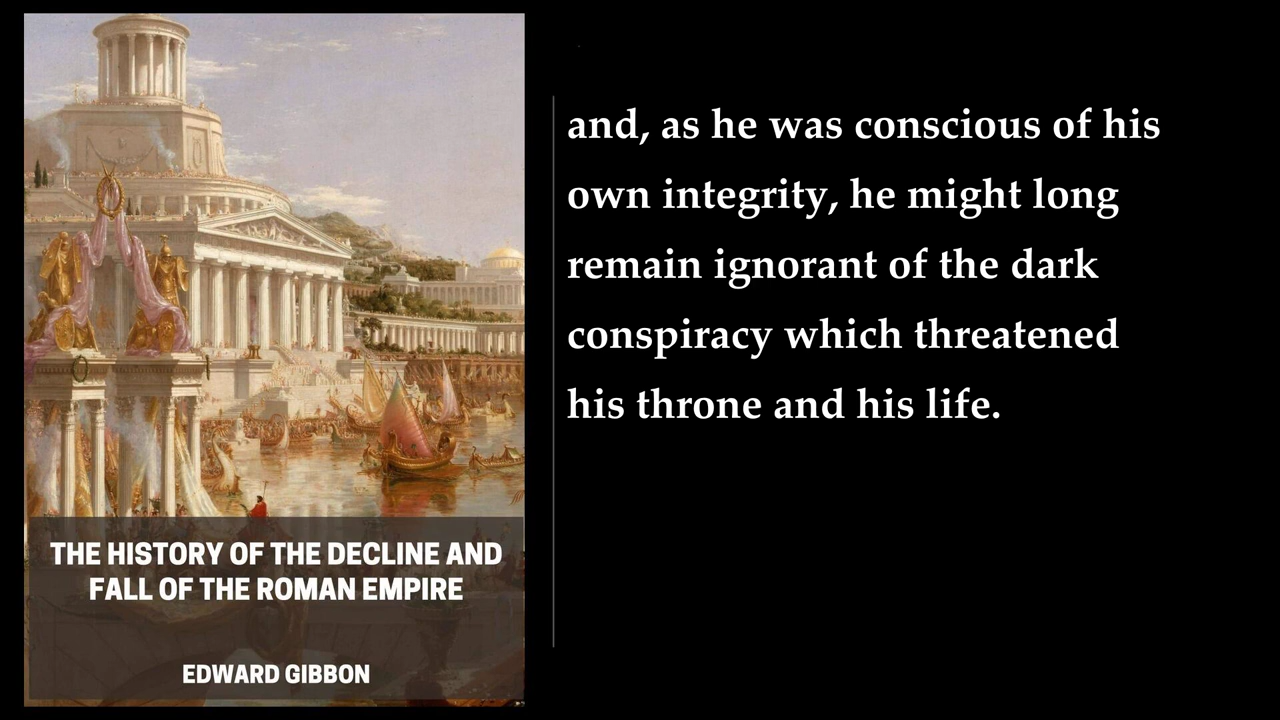 and, as he was conscious of his
own integrity, he might long
remain ignorant of the dark
conspiracy which threatened
his throne and his life.
THE HISTORY OF THE DECLINE AND
FALL OF THE ROMAN EMPIRE
EDWARD GIBBON